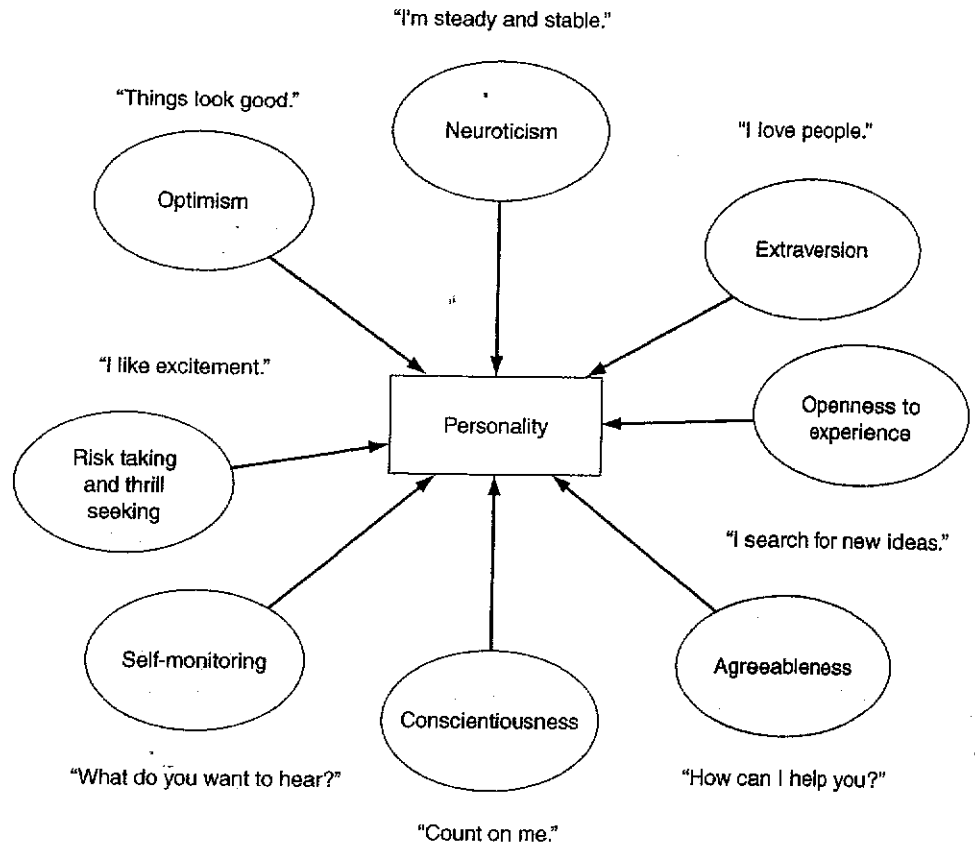 "I'm steady and stable."
"Things look good."
Neuroticism
"I love people."
Optimism
Extraversion
"I like excitement."
Personality
Openness to
experience
Risk taking
and thrill
seeking
"I search for new ideas."
Self-monitoring
Agreeableness
Conscientiousness
"What do you want to hear?"
"How can I help you?"
"Count on me."